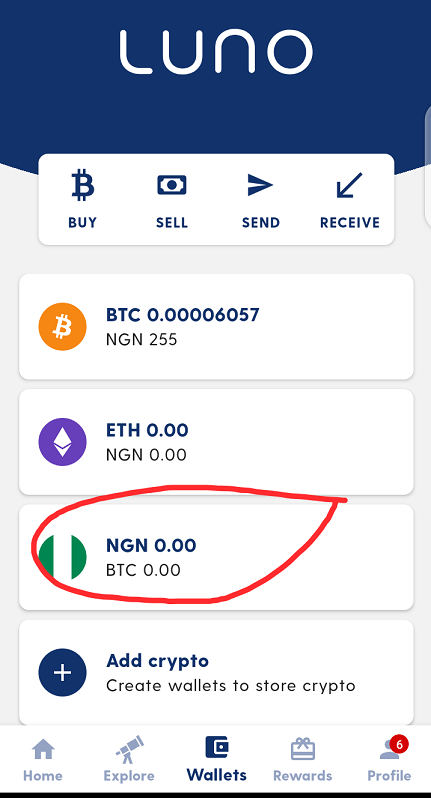 LUNO
BUY SELL SEND RECEIVE
BTC 0.00006057
NGN 255
ETH 0.00
NGN 0.00
NGN 0.00
BTC 0.00
Add crypto
Create wallets to store crypto
6
Home Explore Wallets Rewards Profile